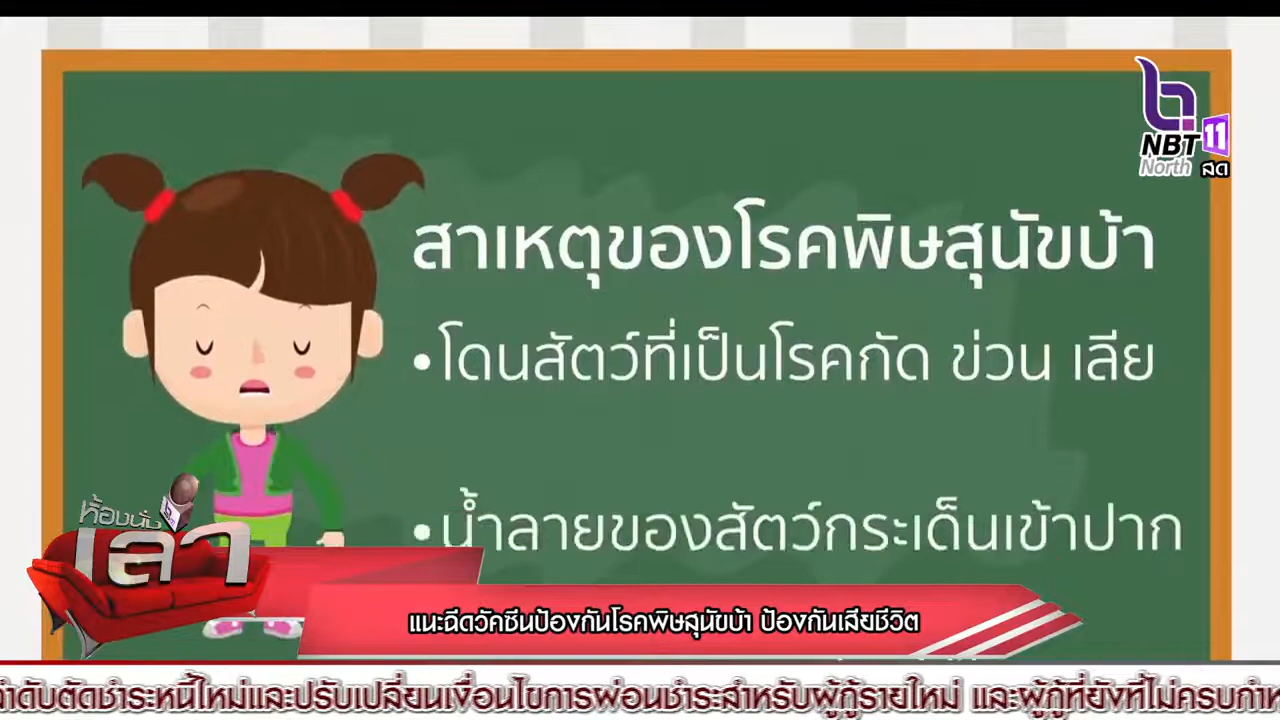 NBT 11
North สด
สาเหตุของโรคพิษสุนัขบ้า
•โดนสัตว์ที่เป็นโรคกัด ข่วน เลีย
•น้ำลายของสัตว์กระเด็นเข้าปาก
ห้องนั่ง
เล่า
แนะฉีดวัคซีนป้องกันโรคพิษสุนัขบ้า ป้องกันเสียชีวิต
ลำดับตัดชำระหนี้ใหม่และปรับเปลี่ยนเงื่อนไขการผ่อนชำระสำหรับผู้กู้รายใหม่ และผู้กู้ที่ยังที่ไม่ครบกำห